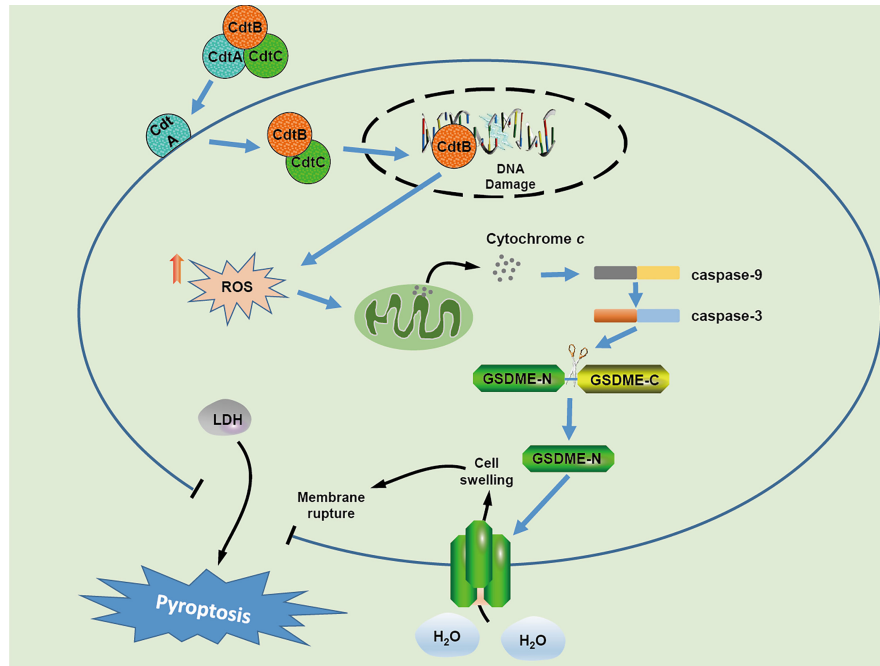 CdtB
CdtA
CdtC
Cdt
A
CdtB
CdtC
CdtB
DNA
Damage
Cytochrome c
ROS
caspase-9
caspase-3
GSDME-N
GSDME-C
LDH
GSDME-N
Cell
swelling
Membrane
rupture
Pyroptosis
H₂O
H₂O